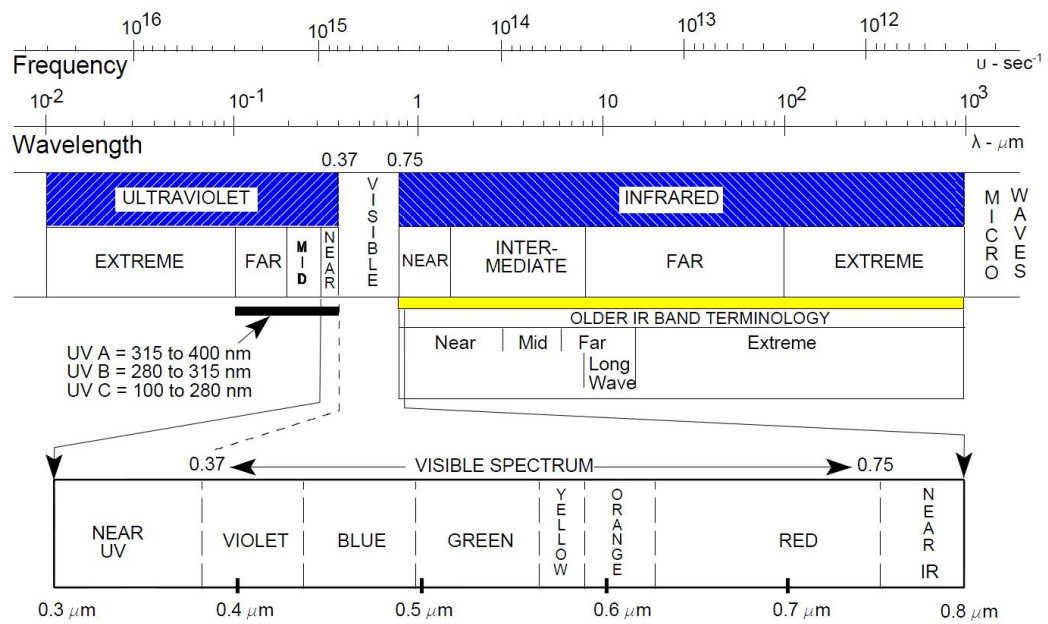 10^16 10^15 10^14 10^13 10^12
Frequency υ - sec^-1
10^-2 10^-1 1 10 10^2 10^3
Wavelength λ - μm
0.37 0.75
ULTRAVIOLET
VISIBLE
INFRARED
MICRO
WAVES
EXTREME
FAR
MID
NEAR
NEAR
INTER-
MEDIATE
FAR
EXTREME
OLDER IR BAND TERMINOLOGY
Near Mid Far Extreme
Long
Wave
UV A = 315 to 400 nm
UV B = 280 to 315 nm
UV C = 100 to 280 nm
0.37 VISIBLE SPECTRUM 0.75
NEAR
UV
VIOLET
BLUE
GREEN
YELLOW
ORANGE
RED
NEAR
IR
0.3 μm 0.4 μm 0.5 μm 0.6 μm 0.7 μm 0.8 μm